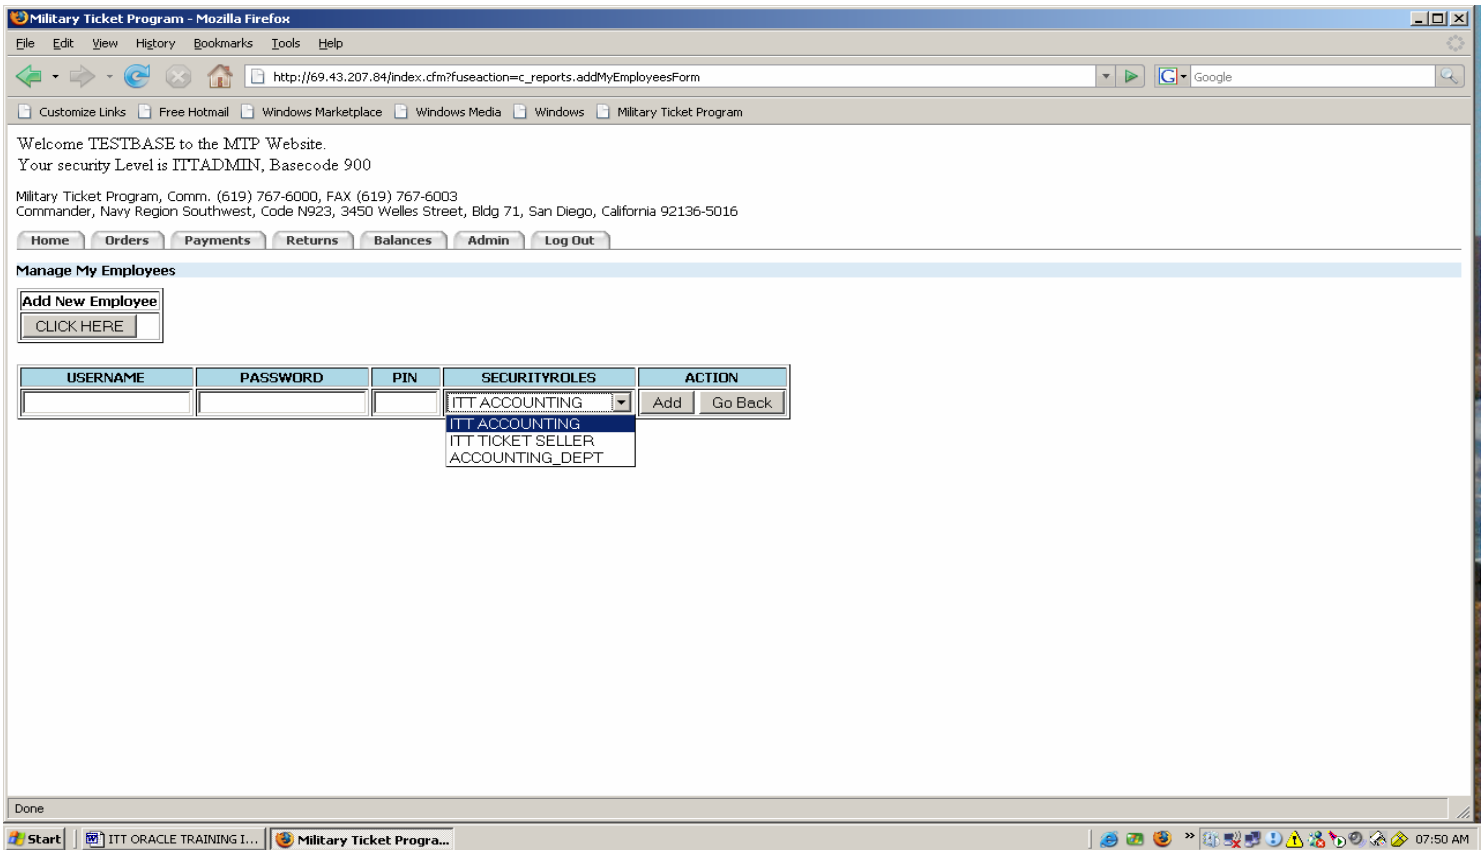 Military Ticket Program - Mozilla Firefox
File Edit View History Bookmarks Tools Help
http://69.43.207.84/index.cfm?fuseaction=c_reports.addMyEmployeesForm
G Google
Customize Links Free Hotmail Windows Marketplace Windows Media Windows Military Ticket Program
Welcome TESTBASE to the MTP Website.
Your security Level is ITTADMIN, Basecode 900
Military Ticket Program, Comm. (619) 767-6000, FAX (619) 767-6003
Commander, Navy Region Southwest, Code N923, 3450 Welles Street, Bldg 71, San Diego, California 92136-5016
Home Orders Payments Returns Balances Admin Log Out
Manage My Employees
Add New Employee
CLICK HERE
USERNAME PASSWORD PIN SECURITYROLES ACTION
ITT ACCOUNTING Add Go Back
ITT ACCOUNTING
ITT TICKET SELLER
ACCOUNTING_DEPT
Done
Start ITT ORACLE TRAINING I... Military Ticket Progra... 07:50 AM